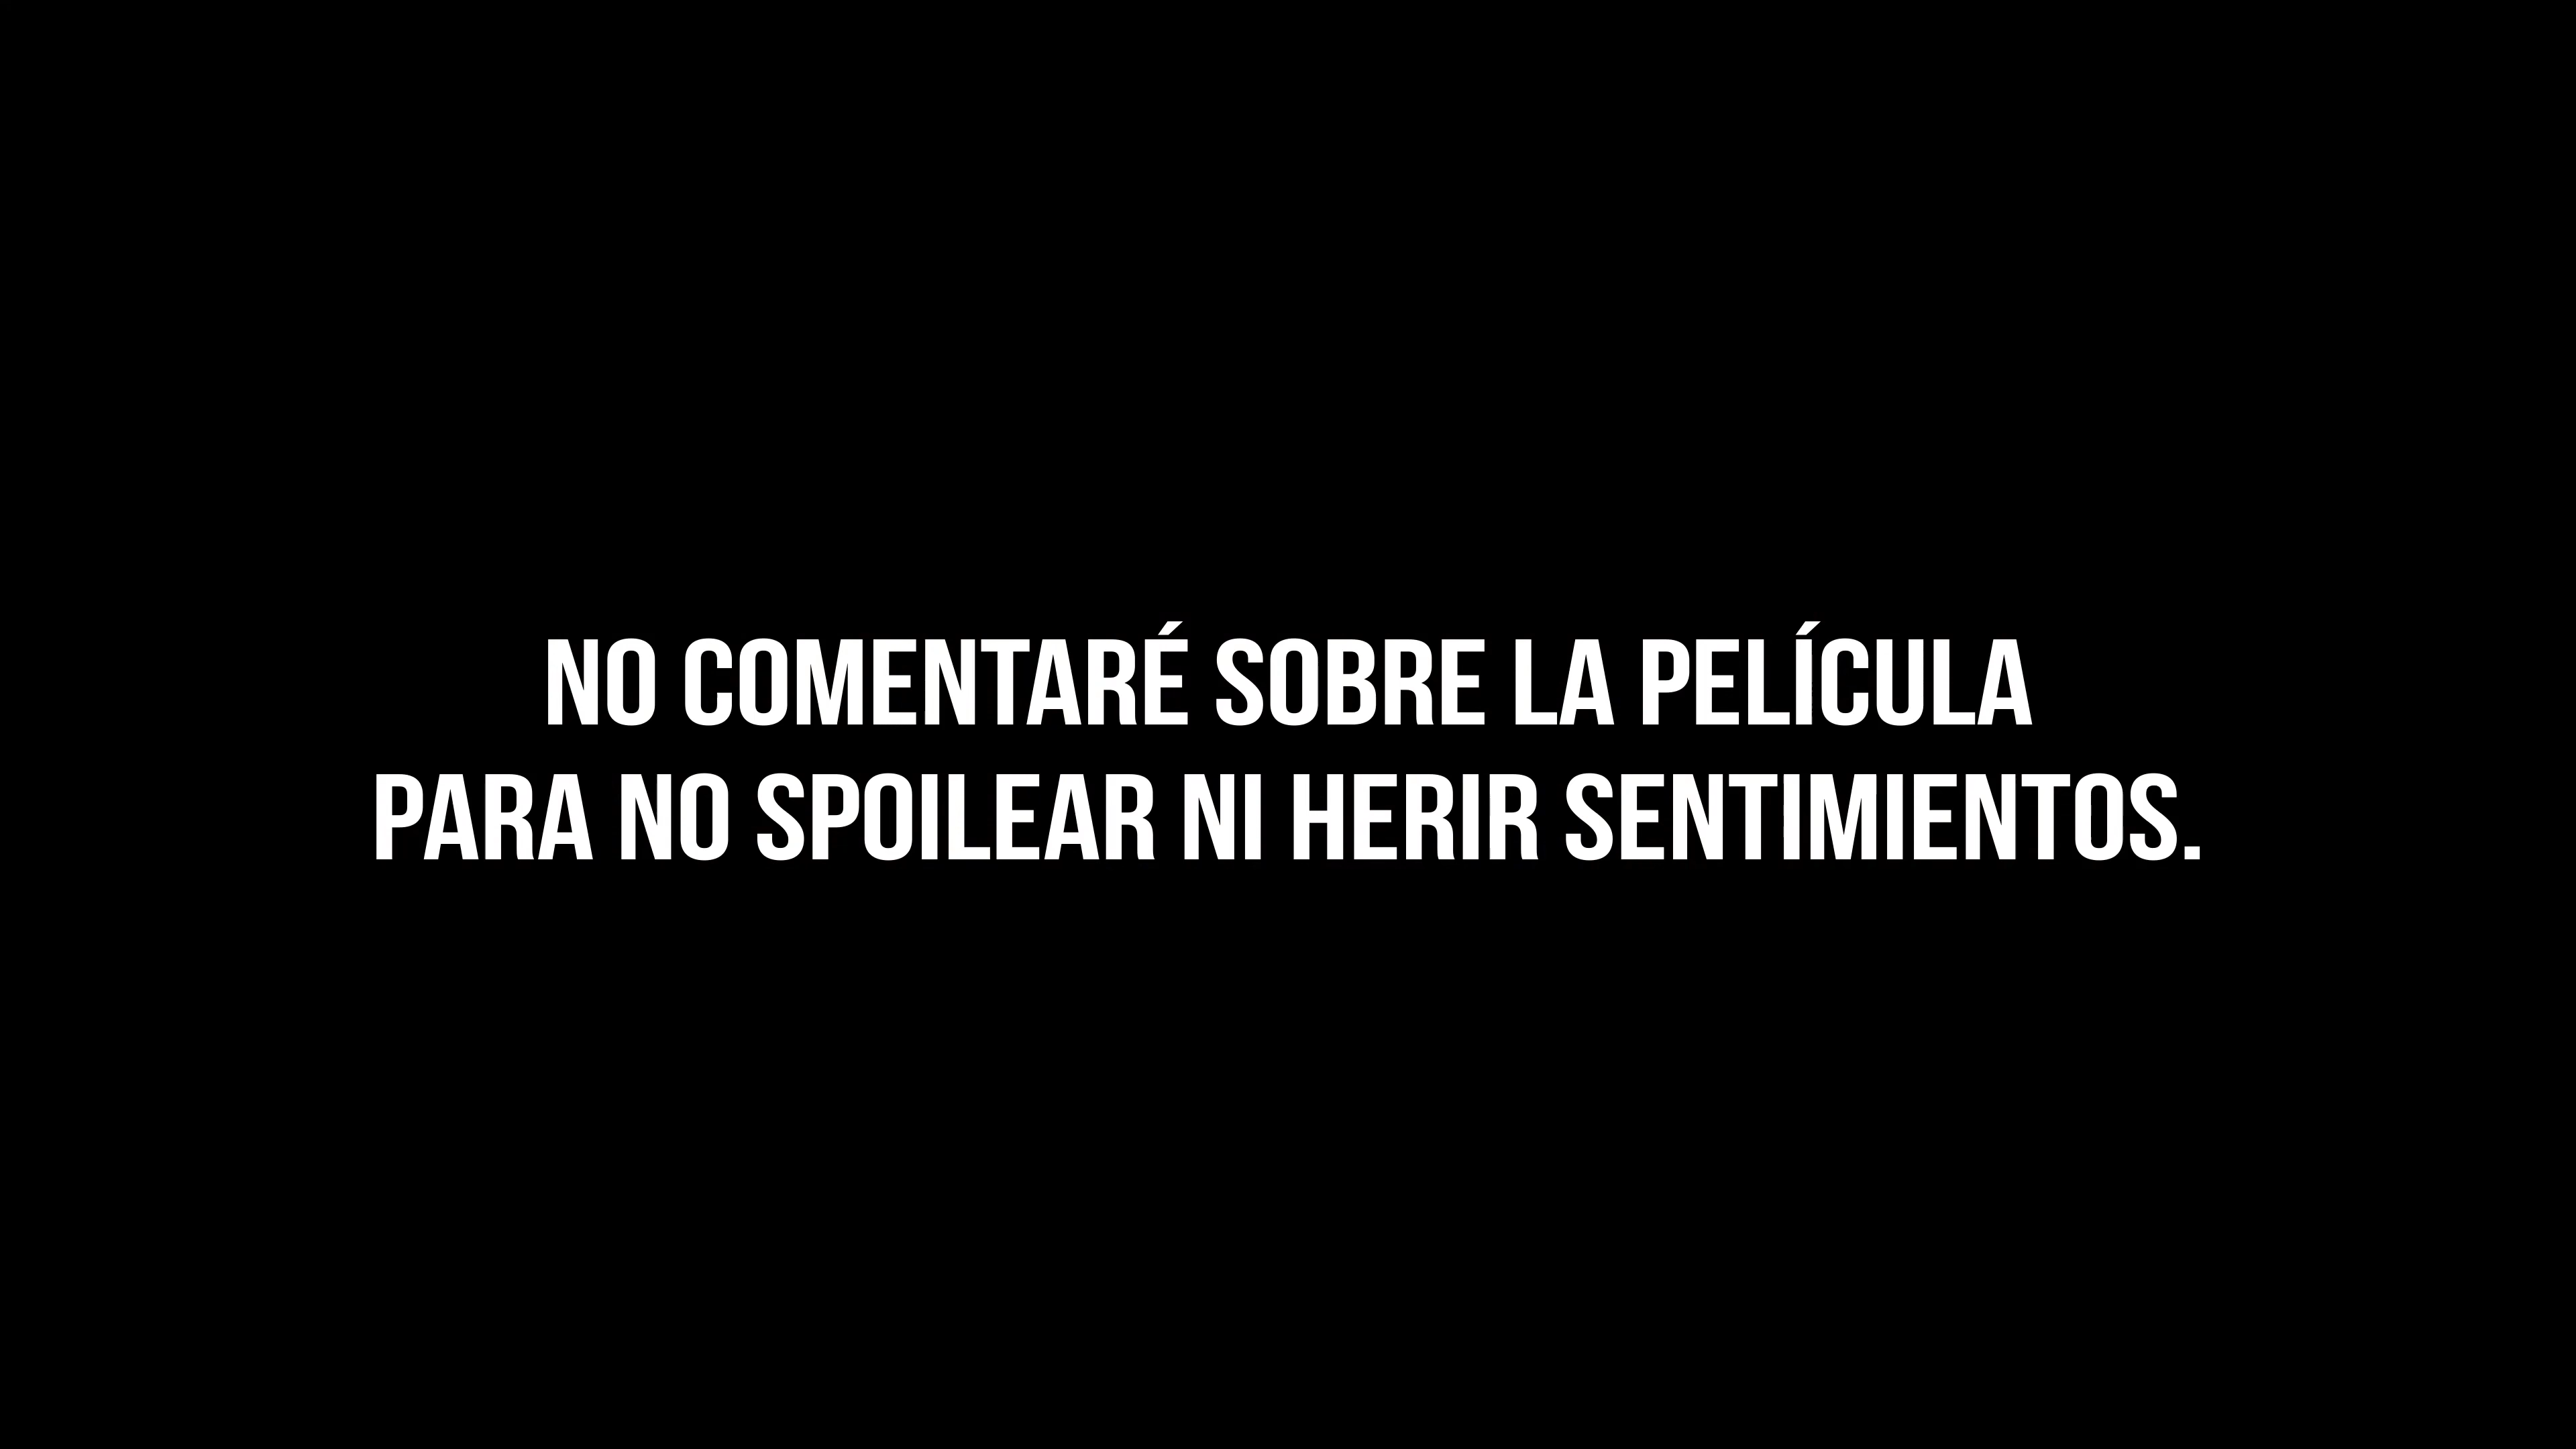 NO COMENTARÉ SOBRE LA PELÍCULA
PARA NO SPOILEAR NI HERIR SENTIMIENTOS.